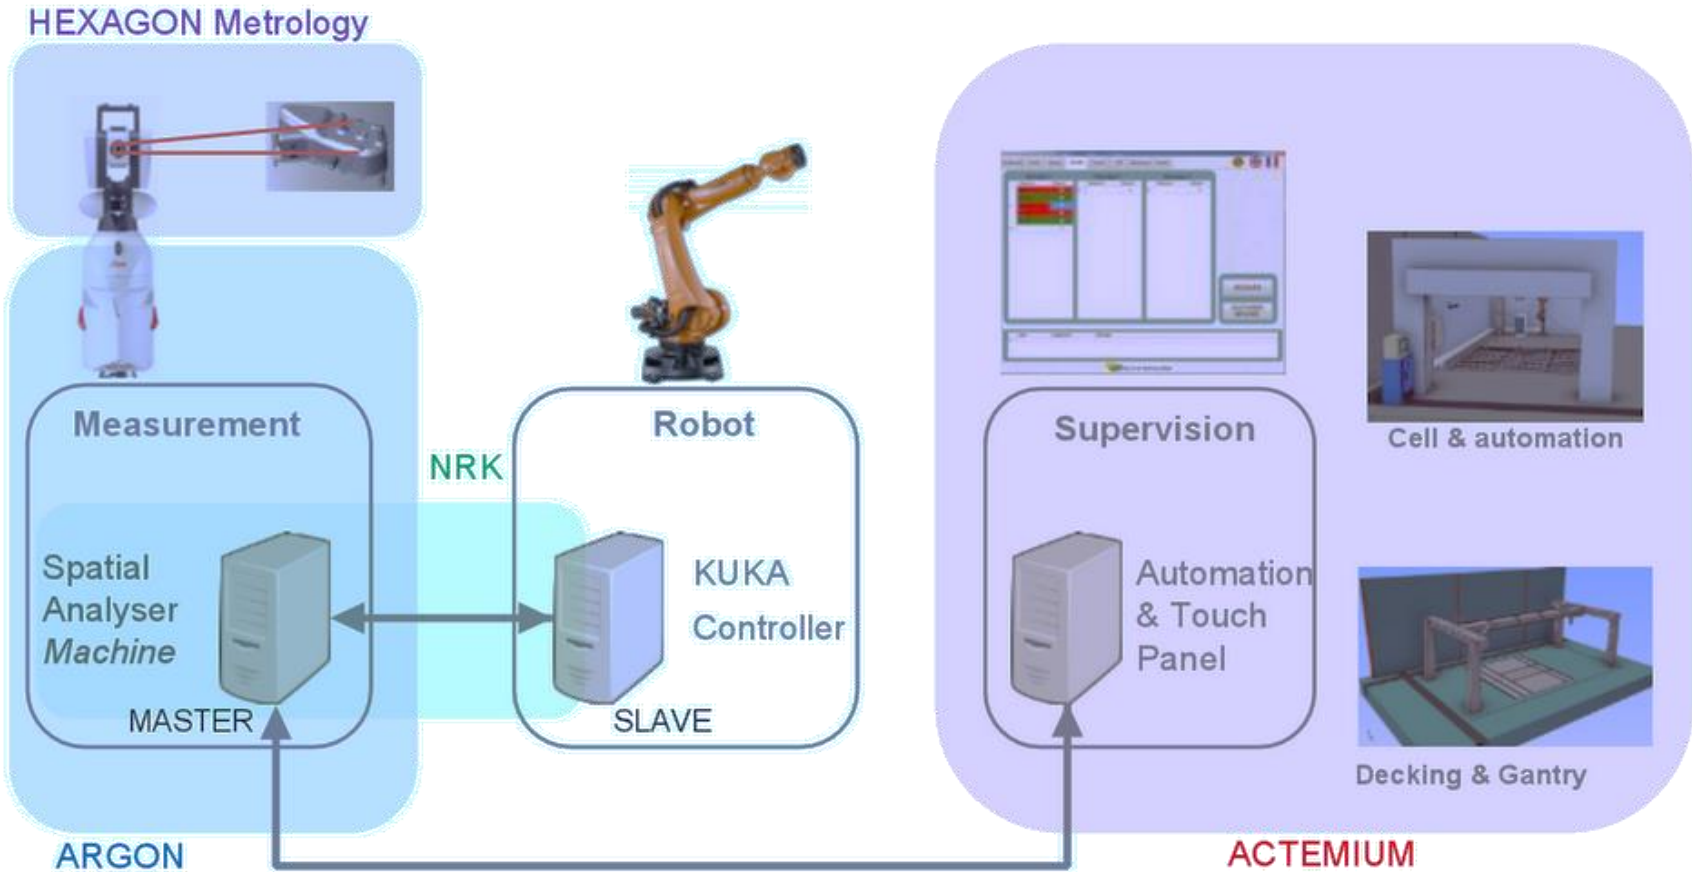 HEXAGON Metrology
Measurement
Robot
Supervision
NRK
Cell & automation
Spatial
Analyser
Machine
KUKA
Controller
Automation
& Touch
Panel
MASTER
SLAVE
Decking & Gantry
ARGON
ACTEMIUM